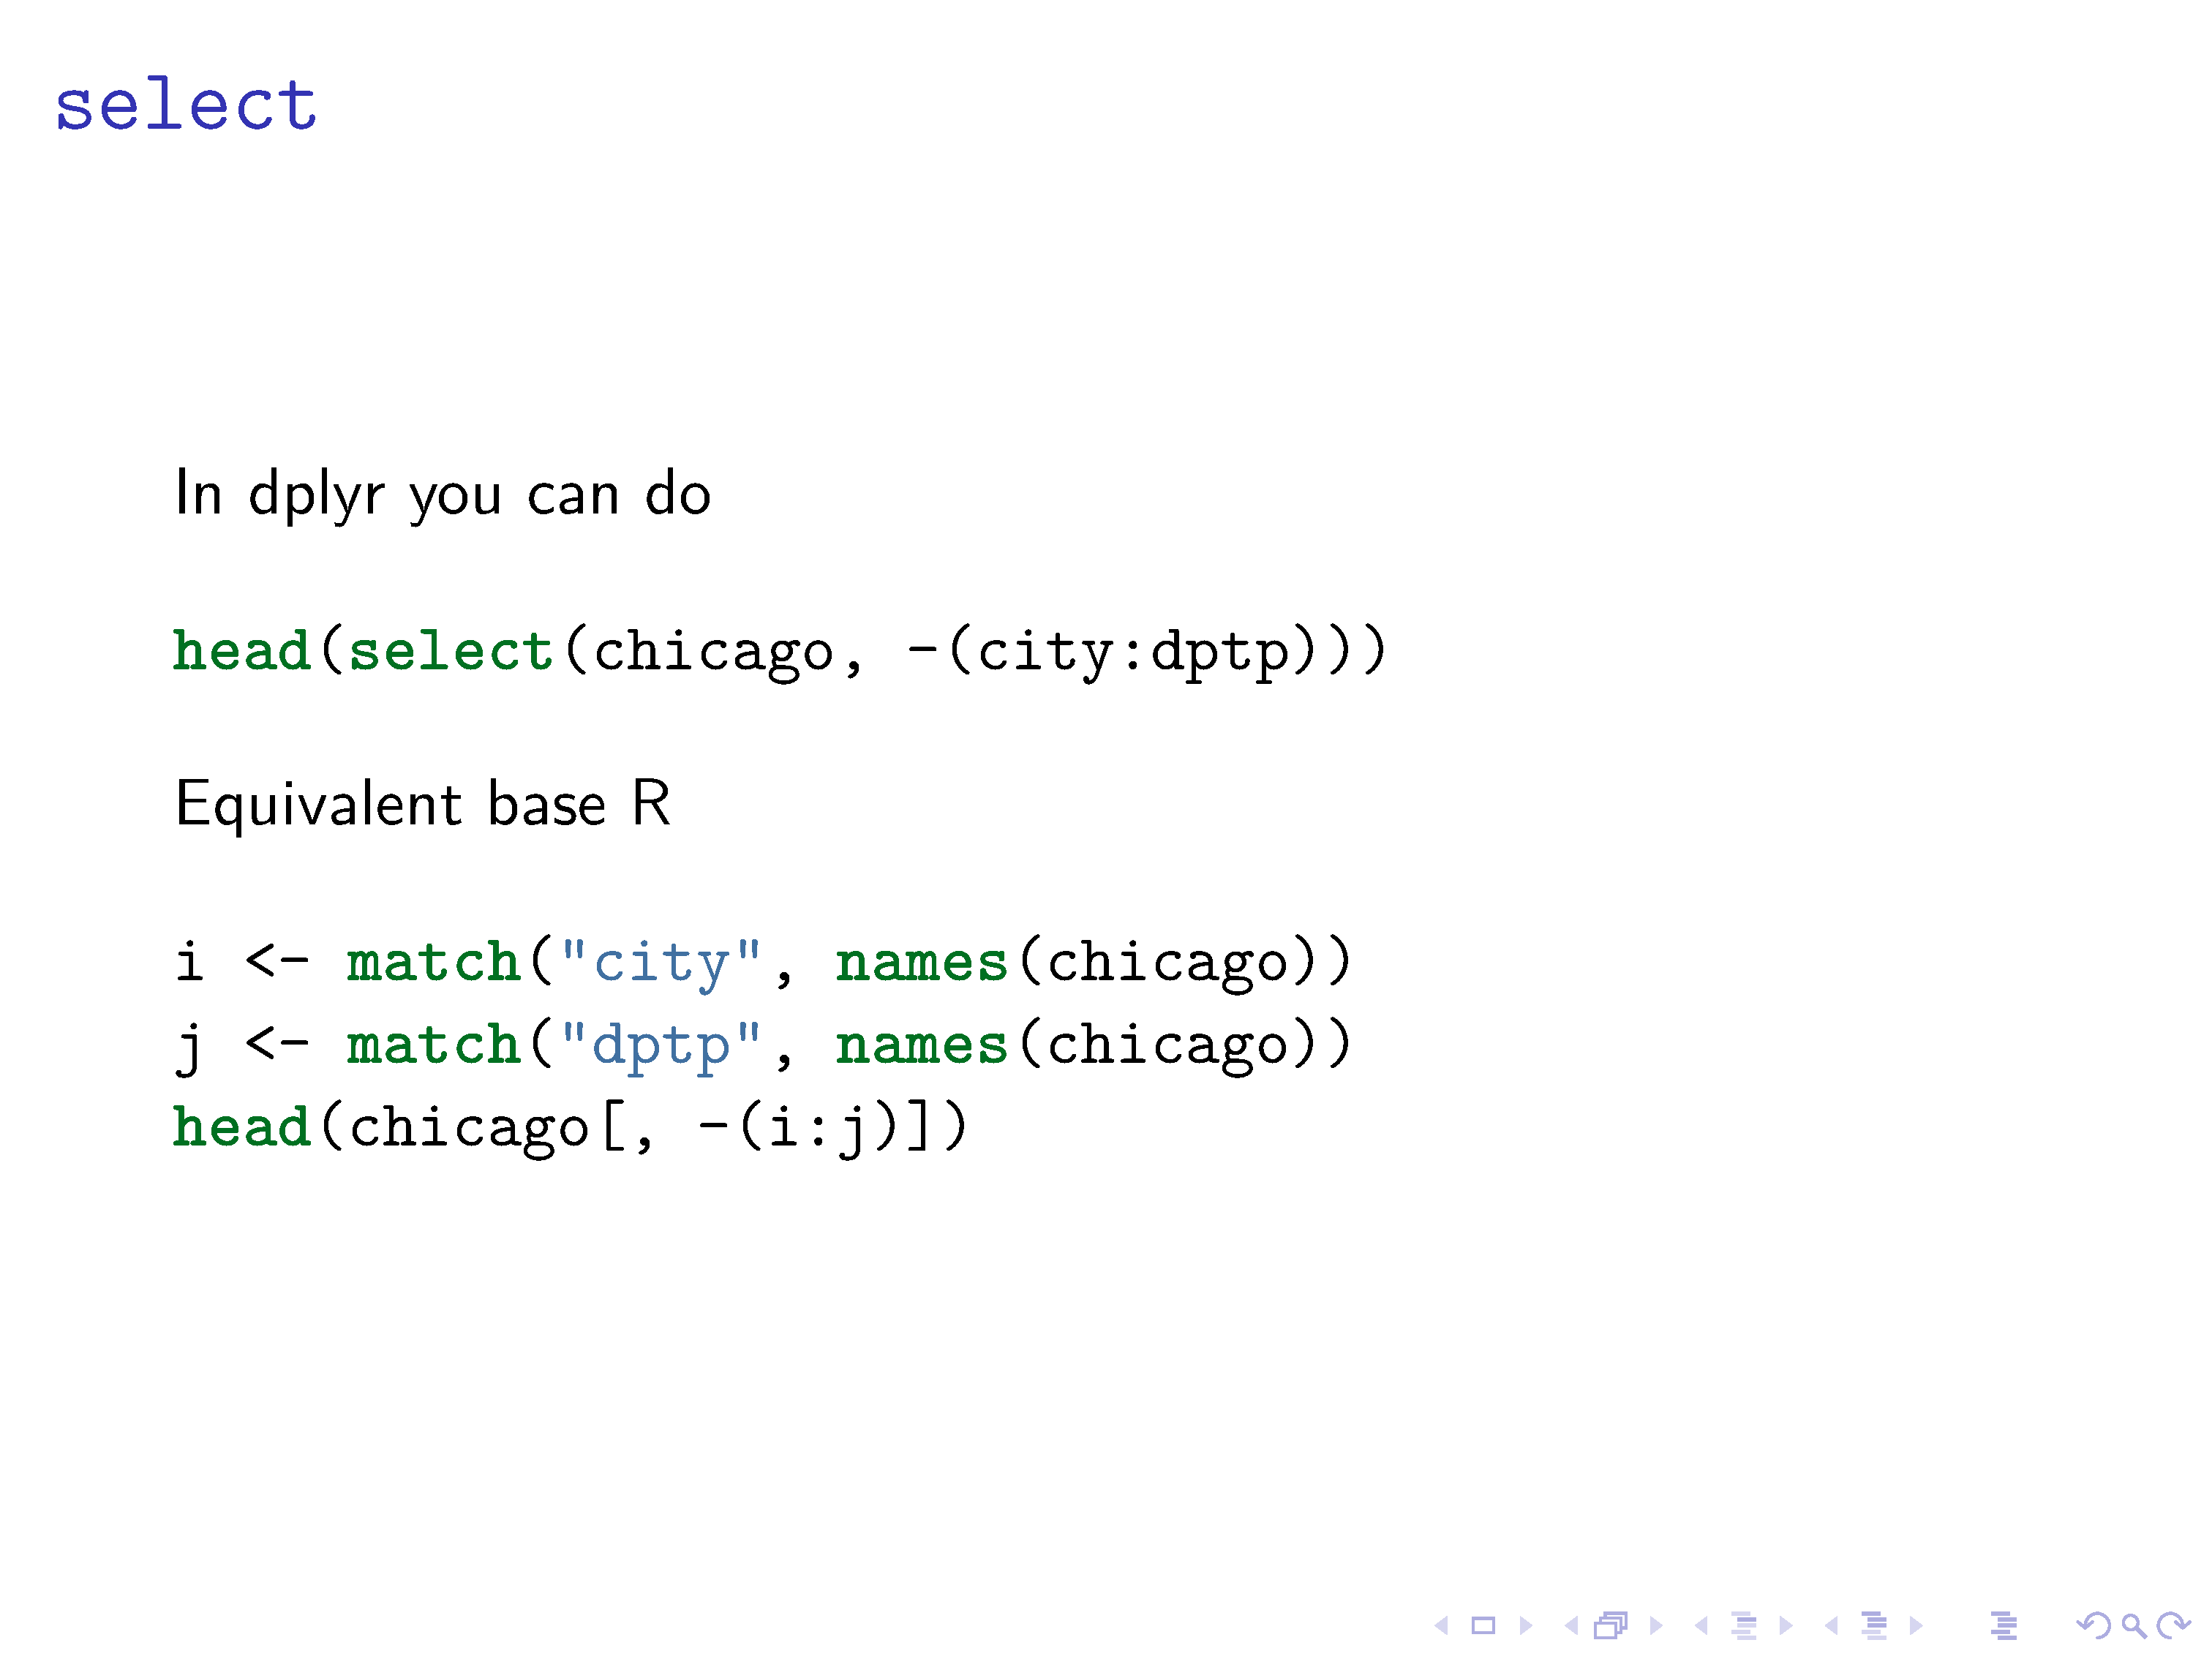 select
In dplyr you can do
head(select(chicago, -(city:dptp)))
Equivalent base R
i <- match("city", names(chicago))
j <- match("dptp", names(chicago))
head(chicago[, -(i:j)])